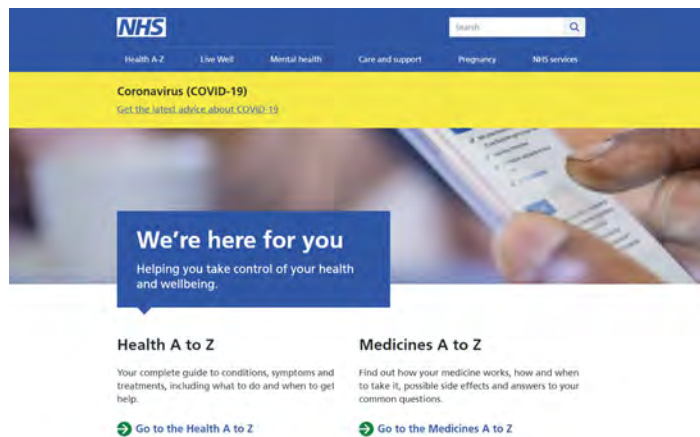 NHS
Search
Health A-Z Live Well Mental health Care and support Pregnancy NHS services
Coronavirus (COVID-19)
Get the latest advice about COVID-19
We're here for you
Helping you take control of your health
and wellbeing.
Health A to Z
Your complete guide to conditions, symptoms and
treatments, including what to do and when to get
help.
Go to the Health A to Z
Medicines A to Z
Find out how your medicine works, how and when
to take it, possible side effects and answers to your
common questions.
Go to the Medicines A to Z